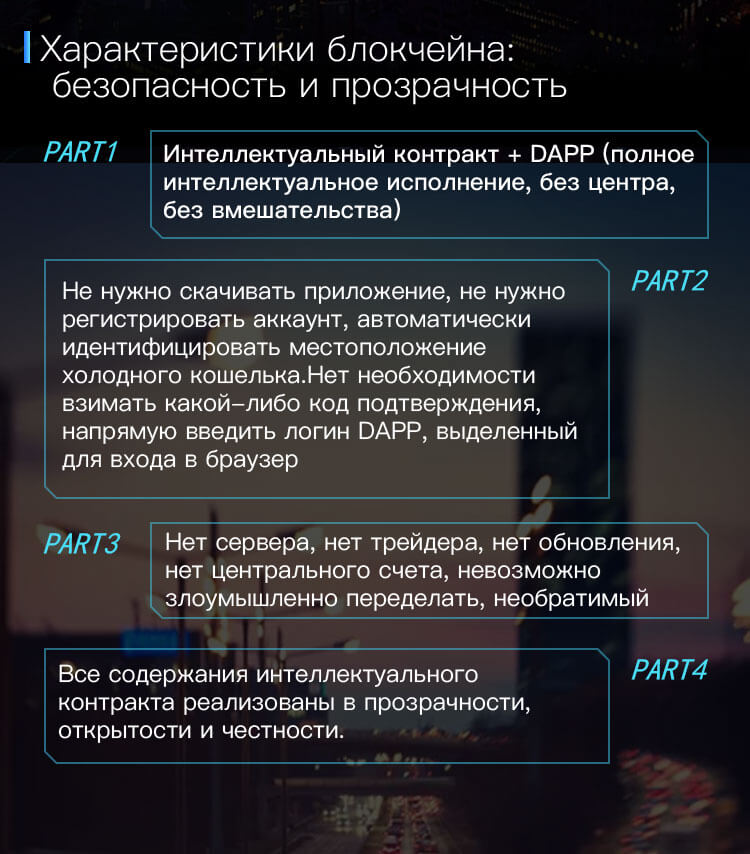 Характеристики блокчейна:
безопасность и прозрачность
PART1
Интеллектуальный контракт + DAPP (полное
интеллектуальное исполнение, без центра,
без вмешательства)
PART2
Не нужно скачивать приложение, не нужно
регистрировать аккаунт, автоматически
идентифицировать местоположение
холодного кошелька.Нет необходимости
взимать какой-либо код подтверждения,
напрямую введить логин DAPP, выделенный
для входа в браузер
PART3
Нет сервера, нет трейдера, нет обновления,
нет центрального счета, невозможно
злоумышленно переделать, необратимый
PART4
Все содержания интеллектуального
контракта реализованы в прозрачности,
открытости и честности.